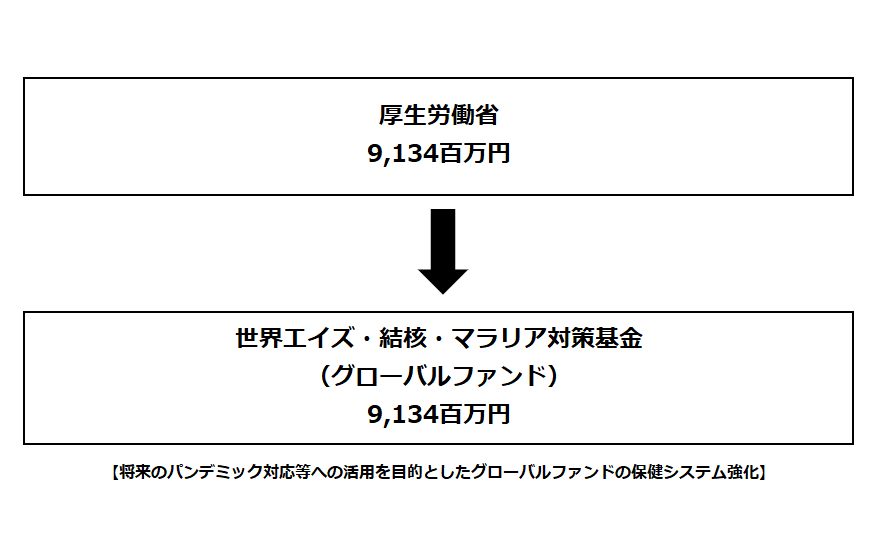 厚生労働省
9,134百万円
世界エイズ・結核・マラリア対策基金
（グローバルファンド）
9,134百万円
【将来のパンデミック対応等への活用を目的としたグローバルファンドの保健システム強化】